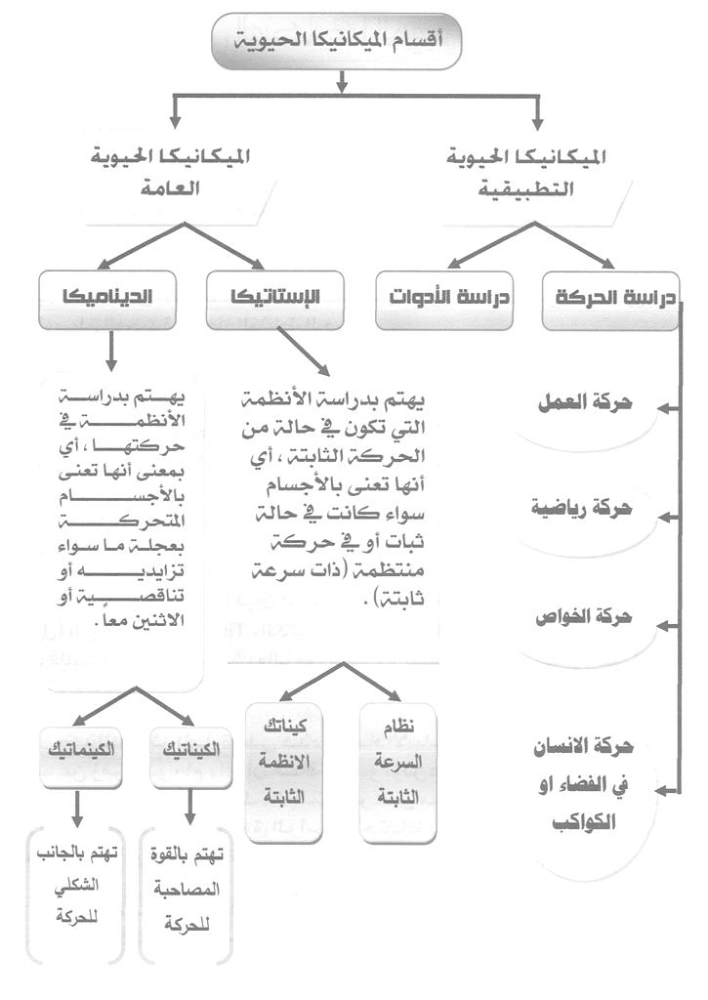 أقسام الميكانيكا الحيوية
الميكانيكا الحيوية
التطبيقية
الميكانيكا الحيوية
العامة
دراسة الحركة
دراسة الأدوات
الإستاتيكا
الديناميكا
حركة العمل
حركة رياضية
حركة الخواص
حركة الانسان
في الفضاء او
الكواكب
يهتم بدراسة الأنظمة
التي تكون في حالة من
الحركة الثابتة ، أي
أنها تعنى بالأجسام
سواء كانت في حالة
ثبات أو في حركة
منتظمة (ذات سرعة
ثابتة) .
يهتم بدراسة
الأنظمة في
حركتها ، أي
بمعنى أنها تعنى
بالأجسام
المتحركة
بعجلة ما سواء
تزايديه أو
تناقصية أو
الاثنين معاً .
نظام
السرعة
الثابتة
كيناتك
الانظمة
الثابتة
الكيناتيك
الكينماتيك
تهتم بالقوة
المصاحبة
للحركة
تهتم بالجانب
الشكلي
للحركة